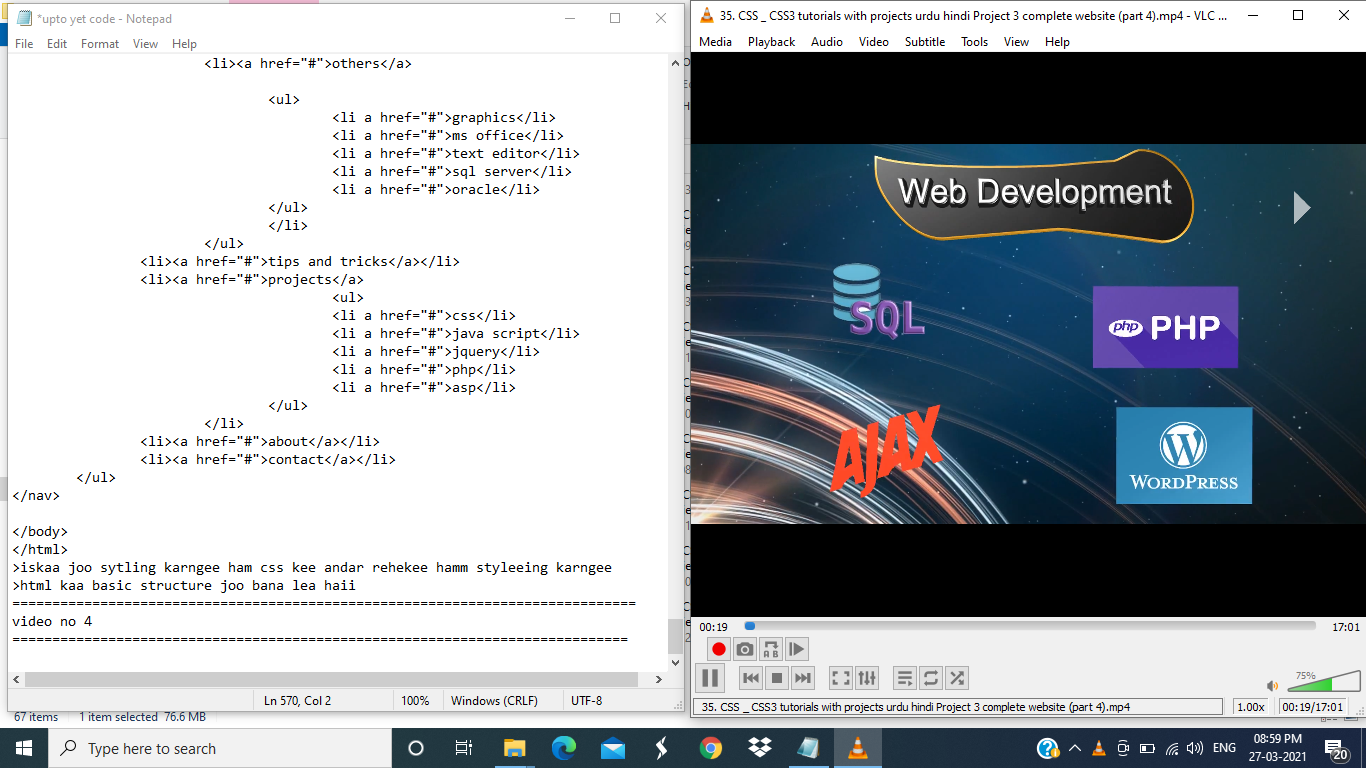 *upto yet code - Notepad
File Edit Format View Help
<li><a href="#">others</a>
<ul>
<li a href="#">graphics</li>
<li a href="#">ms office</li>
<li a href="#">text editor</li>
<li a href="#">sql server</li>
<li a href="#">oracle</li>
</ul>
</li>
</ul>
<li><a href="#">tips and tricks</a></li>
<li><a href="#">projects</a>
<ul>
<li a href="#">css</li>
<li a href="#">java script</li>
<li a href="#">jquery</li>
<li a href="#">php</li>
<li a href="#">asp</li>
</ul>
</li>
<li><a href="#">about</a></li>
<li><a href="#">contact</a></li>
</ul>
</nav>
</body>
</html>
>iskaa joo sytling karngee ham css kee andar rehekee hamm styleeing karngee
>html kaa basic structure joo bana lea haii
==============================================================================
video no 4
=============================================================================
Ln 570, Col 2 100% Windows (CRLF) UTF-8
67 items 1 item selected 76.6 MB
35. CSS _ CSS3 tutorials with projects urdu hindi Project 3 complete website (part 4).mp4 - VLC ...
Media Playback Audio Video Subtitle Tools View Help
Web Development
SQL
php PHP
AJAX
WORDPRESS
00:19 17:01
A B
75%
35. CSS _ CSS3 tutorials with projects urdu hindi Project 3 complete website (part 4).mp4 1.00x 00:19/17:01
Type here to search
ENG
08:59 PM
27-03-2021
20